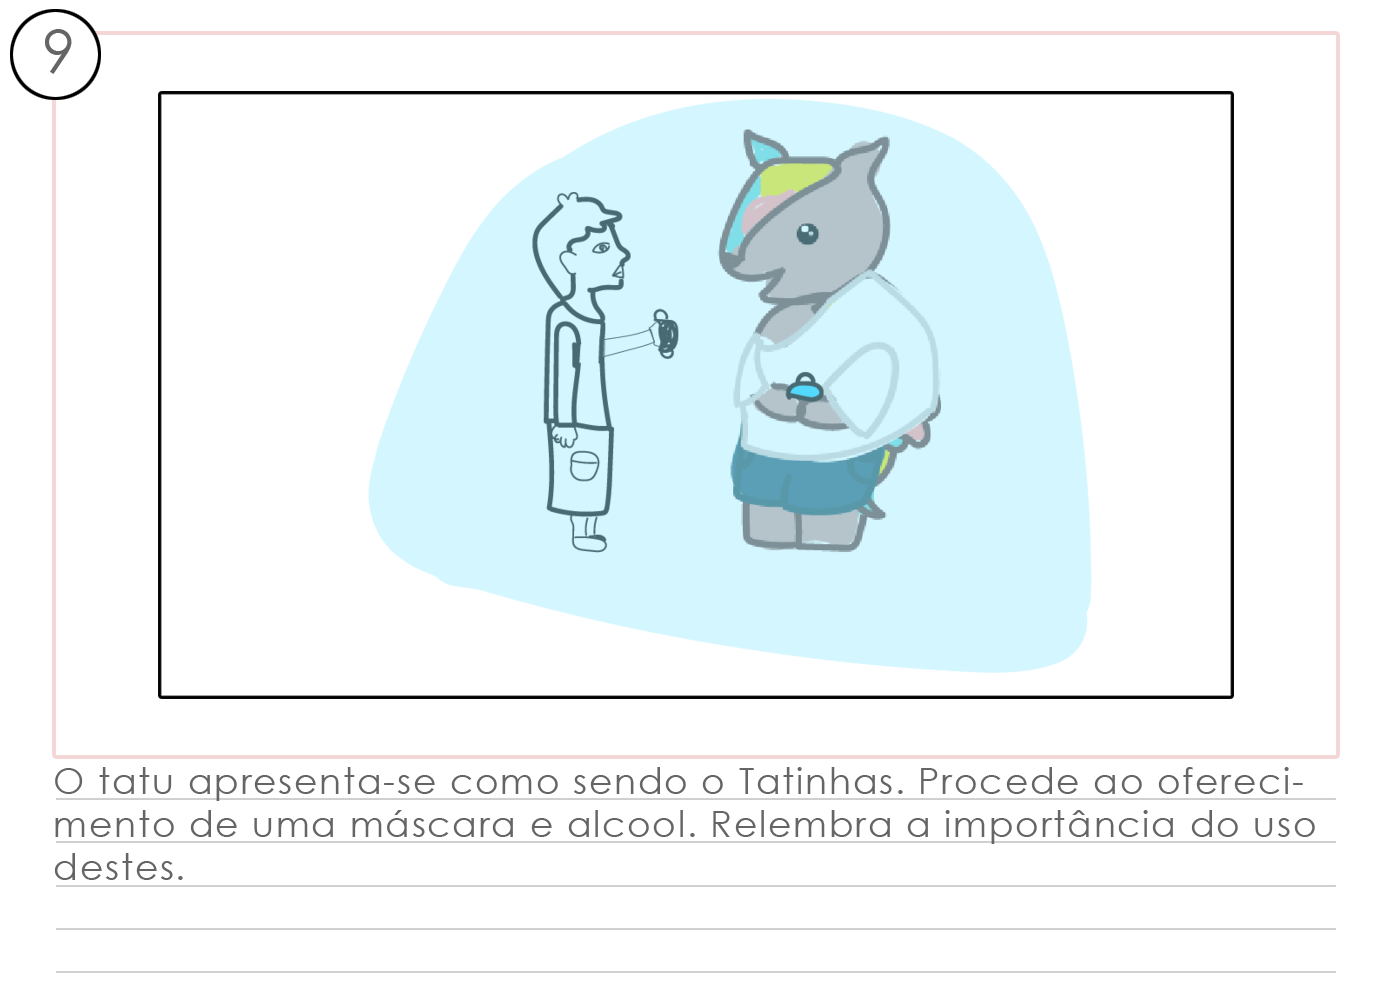 9
O tatu apresenta-se como sendo o Tatinhas. Procede ao ofereci-
mento de uma máscara e alcool. Relembra a importância do uso
destes.